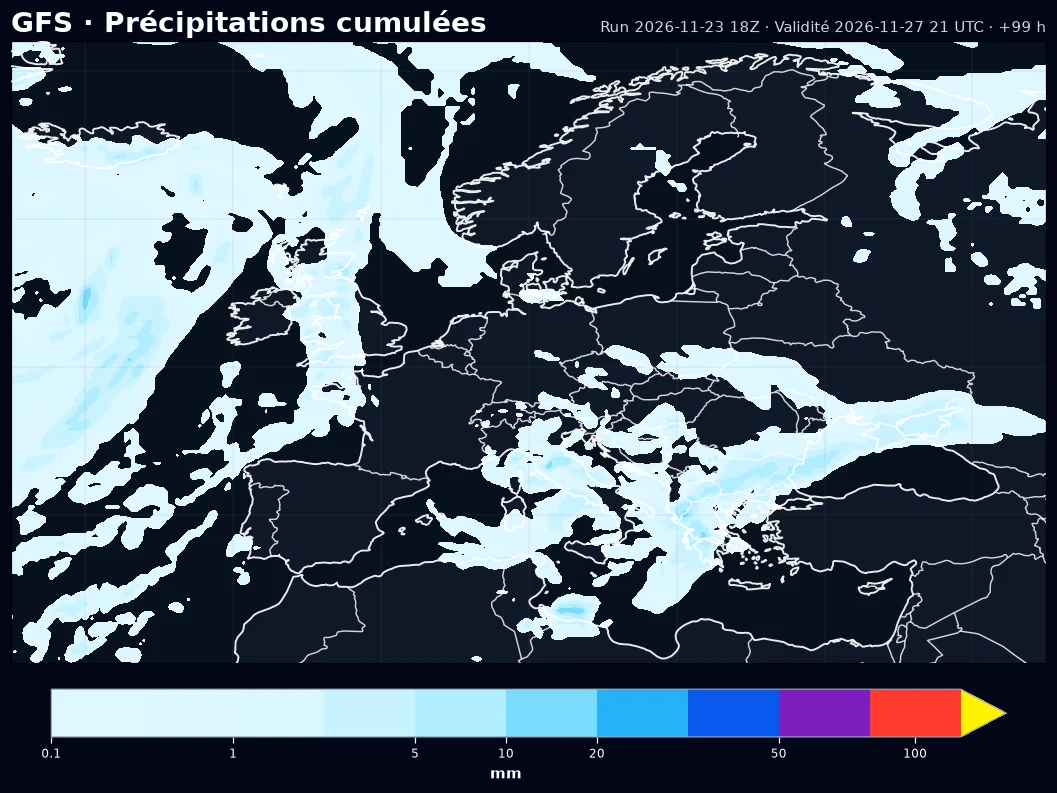 GFS · Précipitations cumulées
Run 2026-11-23 18Z · Validité 2026-11-27 21 UTC · +99 h
0.1 1 5 10 20 50 100
mm